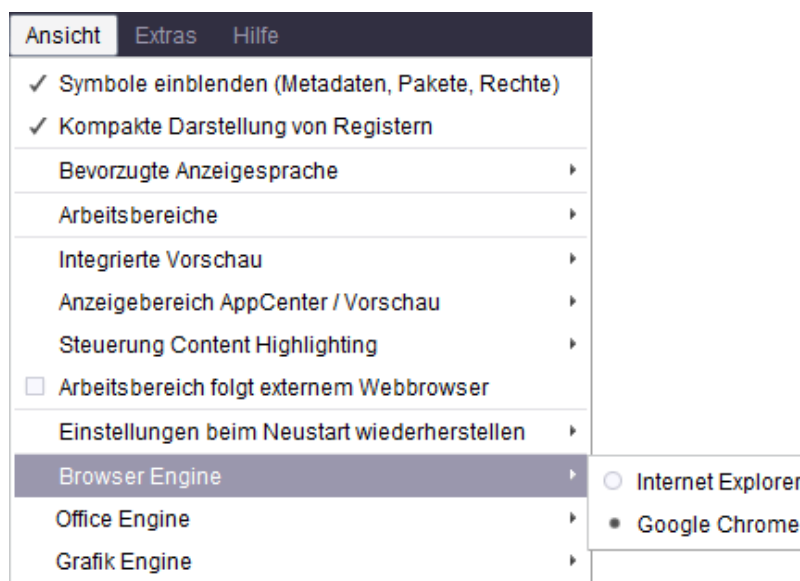 Ansicht Extras Hilfe
Symbole einblenden (Metadaten, Pakete, Rechte)
Kompakte Darstellung von Registern
Bevorzugte Anzeigesprache
Arbeitsbereiche
Integrierte Vorschau
Anzeigebereich AppCenter / Vorschau
Steuerung Content Highlighting
Arbeitsbereich folgt externem Webbrowser
Einstellungen beim Neustart wiederherstellen
Browser Engine
Internet Explorer
Office Engine
Google Chrome
Grafik Engine